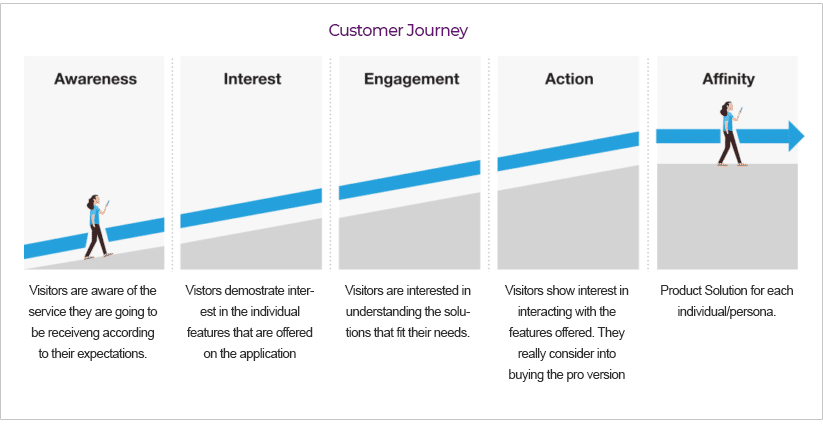 Customer Journey
Awareness
Interest
Engagement
Action
Affinity
Visitors are aware of the
service they are going to
be receiveng according
to their expectations.
Vistors demostrate inter-
est in the individual
features that are offered
on the application
Visitors are interested in
understanding the solu-
tions that fit their needs.
Visitors show interest in
interacting with the
features offered. They
really consider into
buying the pro version
Product Solution for each
individual/persona.